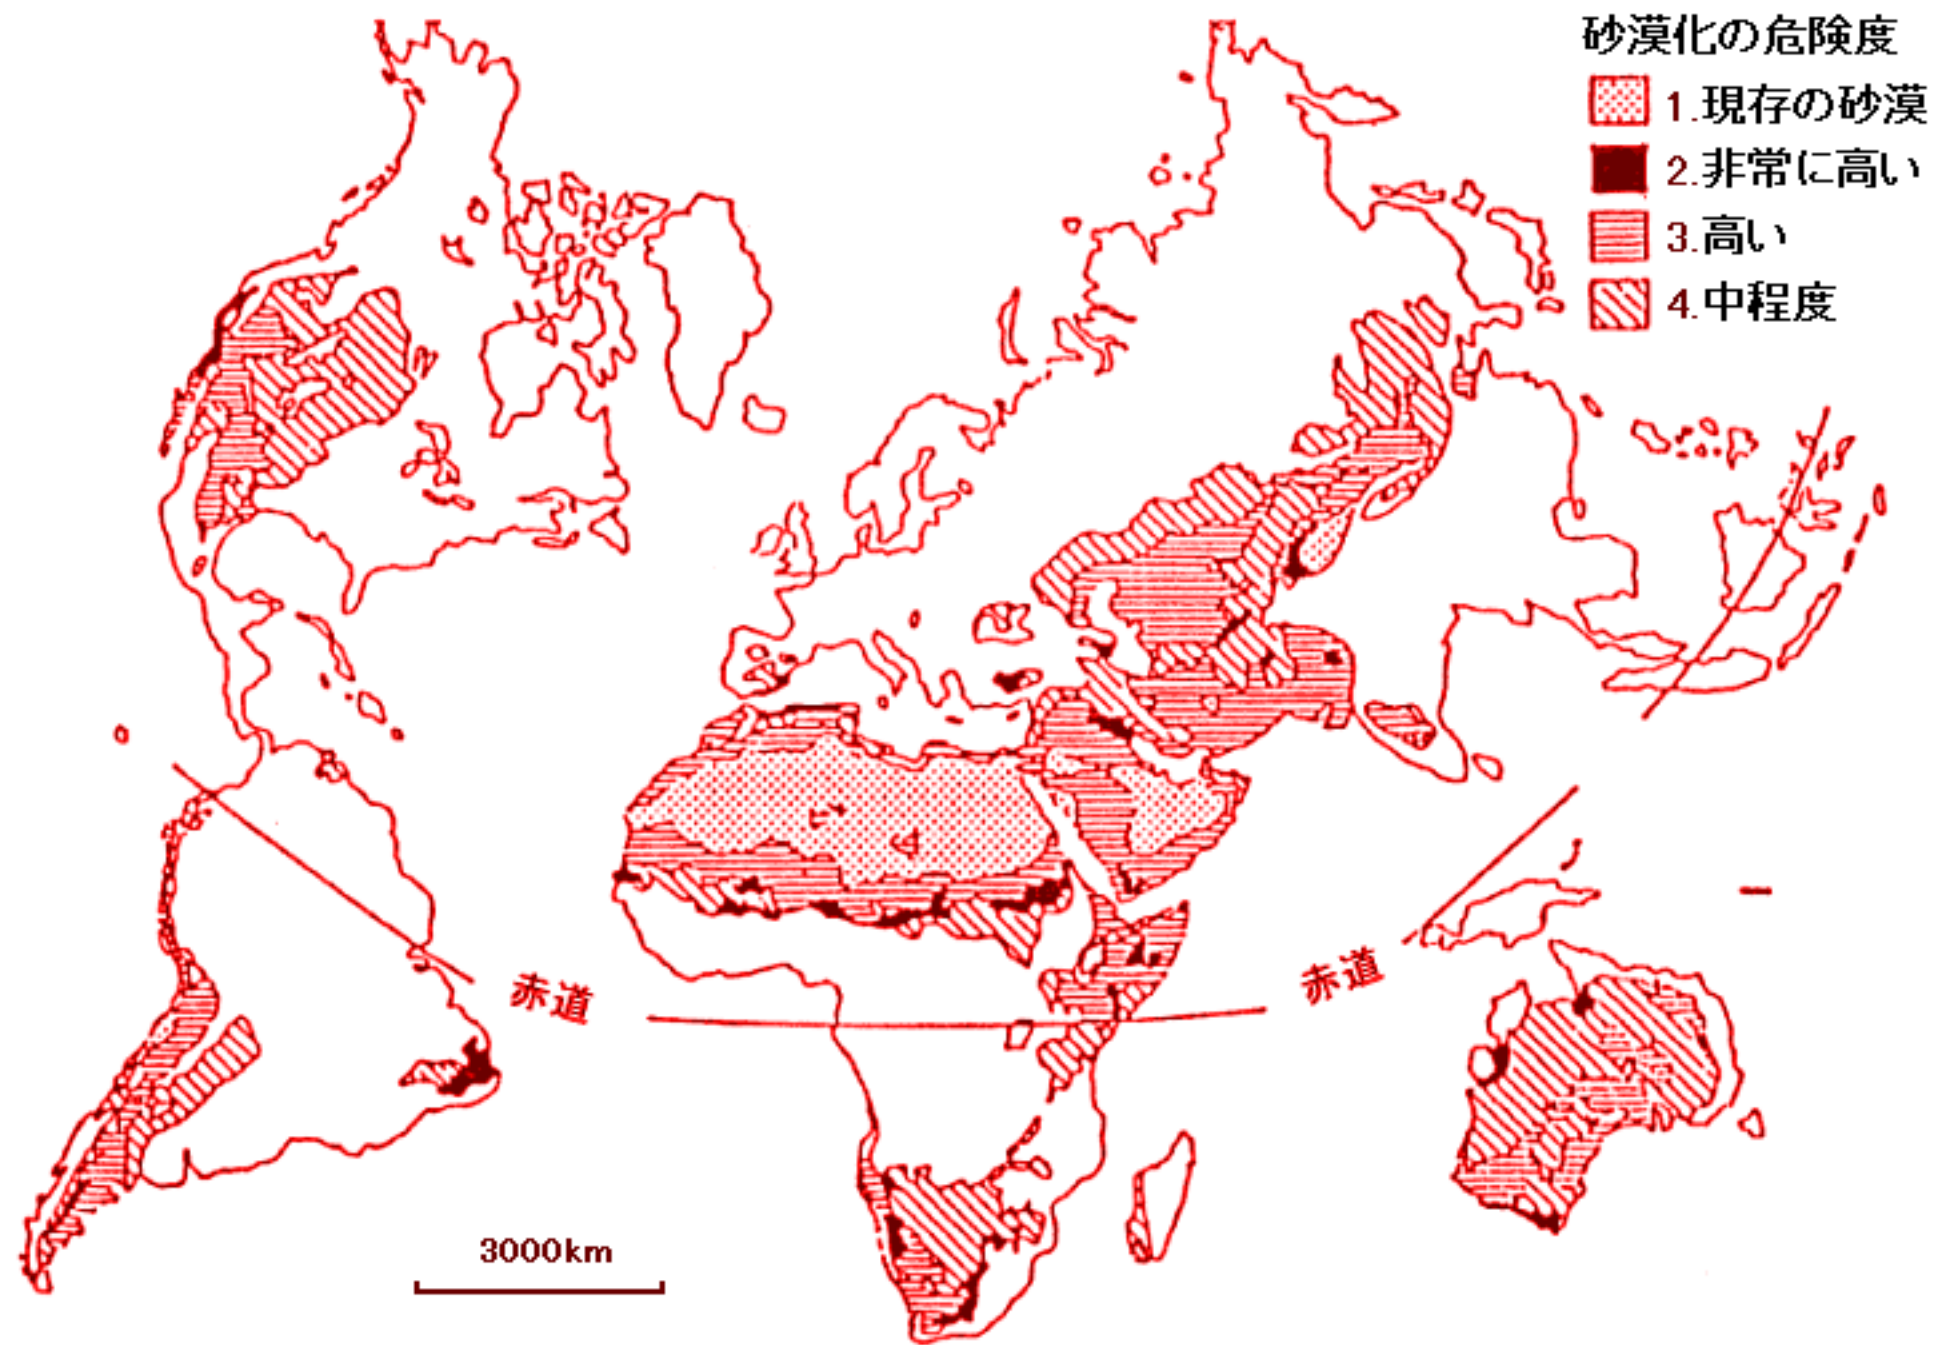 砂漠化の危険度
1.現存の砂漠
2.非常に高い
3.高い
4.中程度
赤道
赤道
3000km